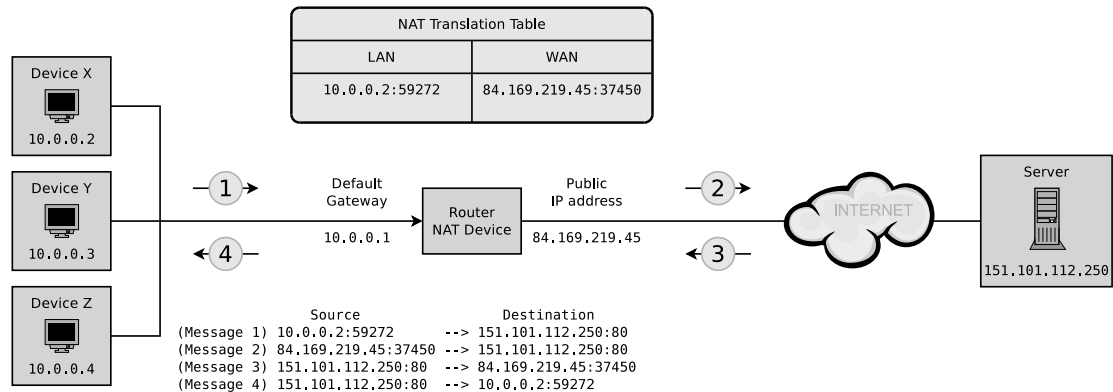 NAT Translation Table
LAN WAN
10.0.0.2:59272 84.169.219.45:37450
Device X
10.0.0.2
Device Y
10.0.0.3
Device Z
10.0.0.4
1
4
Default
Gateway
10.0.0.1
Router
NAT Device
Public
IP address
84.169.219.45
2
3
INTERNET
Server
151.101.112.250
Source Destination
(Message 1) 10.0.0.2:59272 --> 151.101.112.250:80
(Message 2) 84.169.219.45:37450 --> 151.101.112.250:80
(Message 3) 151.101.112.250:80 --> 84.169.219.45:37450
(Message 4) 151.101.112.250:80 --> 10.0.0.2:59272